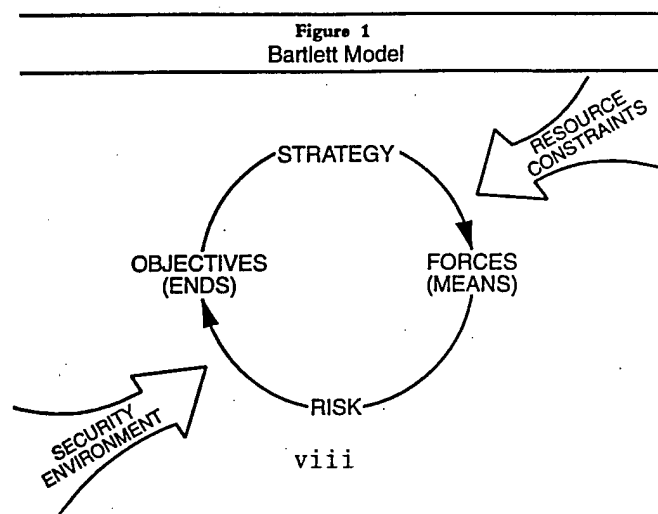 Figure 1
Bartlett Model
RESOURCE
CONSTRAINTS
STRATEGY
OBJECTIVES
(ENDS)
FORCES
(MEANS)
RISK
SECURITY
ENVIRONMENT
viii